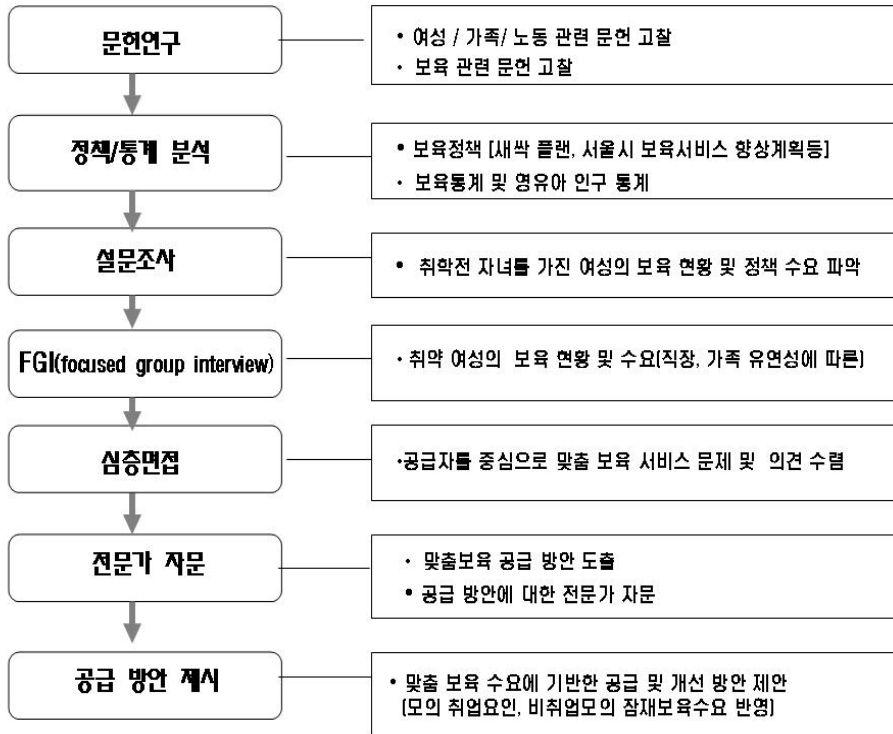 문헌연구
• 여성 / 가족/ 노동 관련 문헌 고찰
· 보육 관련 문헌 고찰
정책/통계 분석
• 보육정책 [새싹 플랜, 서울시 보육서비스 향상계획등]
· 보육통계 및 영유아 인구 통계
설문조사
• 취학전 자녀를 가진 여성의 보육 현황 및 정책 수요 파악
FGI(focused group interview)
· 취약 여성의 보육 현황 및 수요[직장, 가족 유연성에 따른]
심층면접
·공급자를 중심으로 맞춤 보육 서비스 문제 및 의견 수렴
전문가 자문
· 맞춤보육 공급 방안 도출
• 공급 방안에 대한 전문가 자문
공급 방안 제시
• 맞춤 보육 수요에 기반한 공급 및 개선 방안 제안
[모의 취업요인, 비취업모의 잠재보육수요 반영]